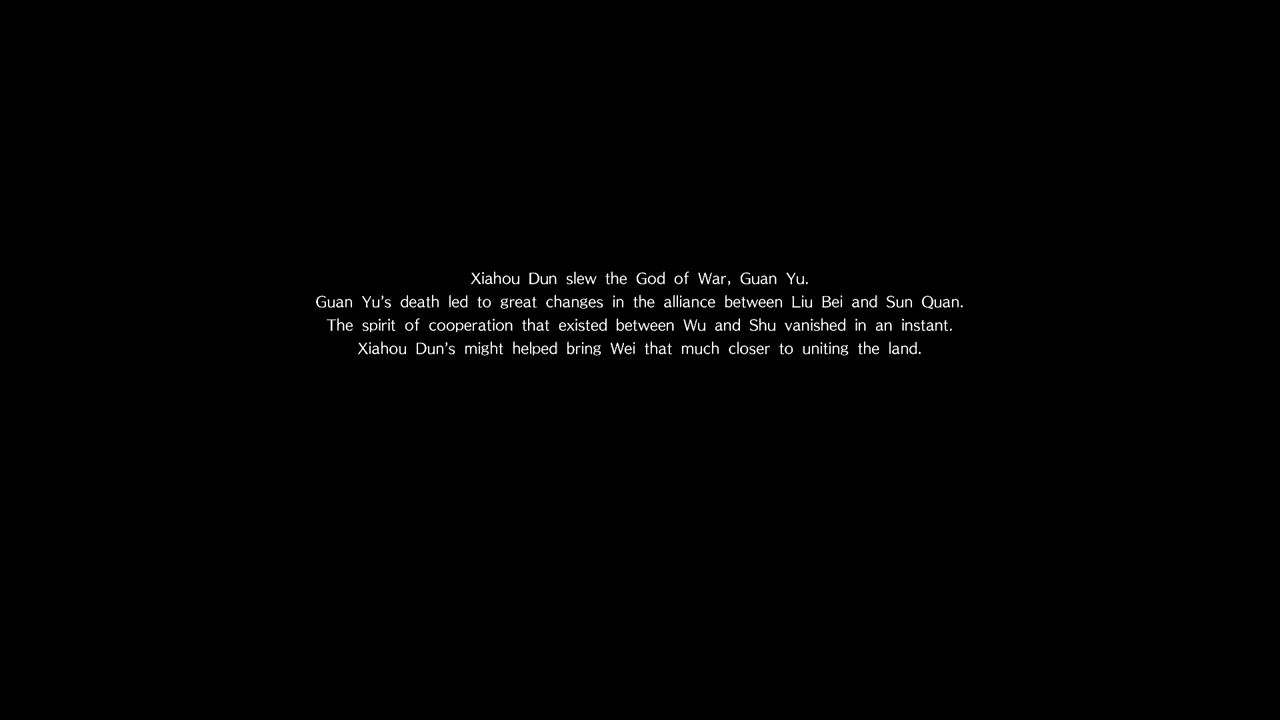 Xiahou Dun slew the God of War, Guan Yu.
Guan Yu's death led to great changes in the alliance between Liu Bei and Sun Quan.
The spirit of cooperation that existed between Wu and Shu vanished in an instant.
Xiahou Dun's might helped bring Wei that much closer to uniting the land.